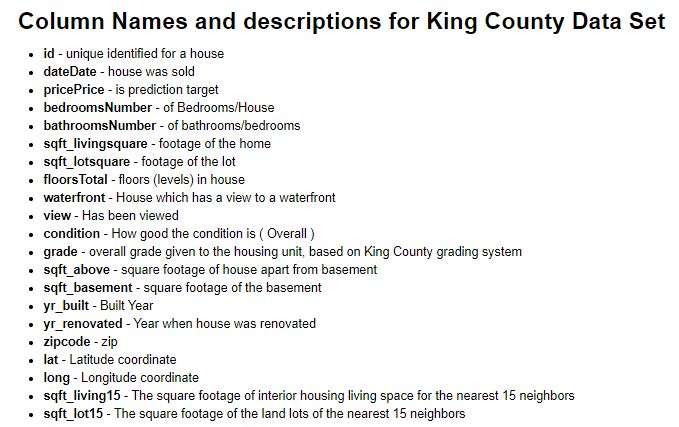 Column Names and descriptions for King County Data Set
• id - unique identified for a house
• dateDate - house was sold
• pricePrice - is prediction target
• bedroomsNumber - of Bedrooms/House
• bathroomsNumber - of bathrooms/bedrooms
• sqft_livingsquare - footage of the home
• sqft_lotsquare - footage of the lot
• floorsTotal - floors (levels) in house
• waterfront - House which has a view to a waterfront
• view - Has been viewed
• condition - How good the condition is ( Overall )
• grade - overall grade given to the housing unit, based on King County grading system
• sqft_above - square footage of house apart from basement
• sqft_basement - square footage of the basement
• yr_built - Built Year
• yr_renovated - Year when house was renovated
• zipcode - zip
• lat - Latitude coordinate
• long - Longitude coordinate
• sqft_living15 - The square footage of interior housing living space for the nearest 15 neighbors
• sqft_lot15 - The square footage of the land lots of the nearest 15 neighbors